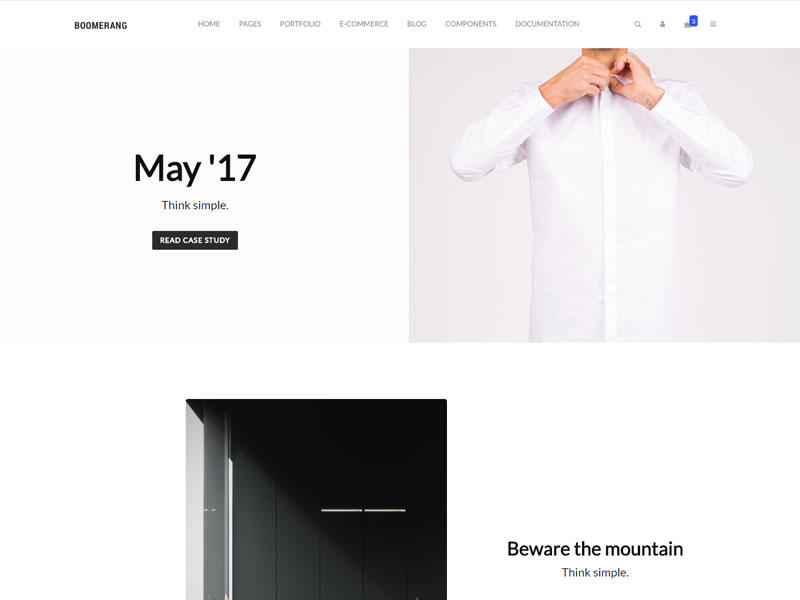 BOOMERANG
HOME PAGES PORTFOLIO E-COMMERCE BLOG COMPONENTS DOCUMENTATION
3
May '17
Think simple.
READ CASE STUDY
Beware the mountain
Think simple.